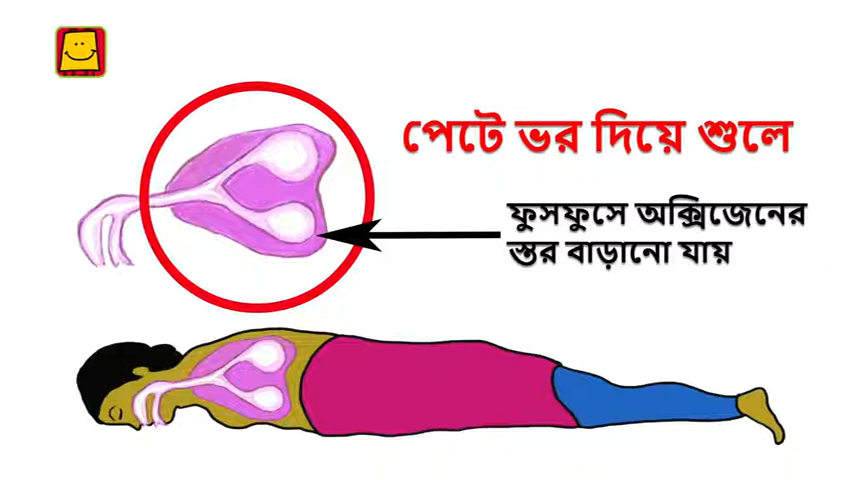 পেটে ভর দিয়ে শুলে
ফুসফুসে অক্সিজেনের
স্তর বাড়ানো যায়